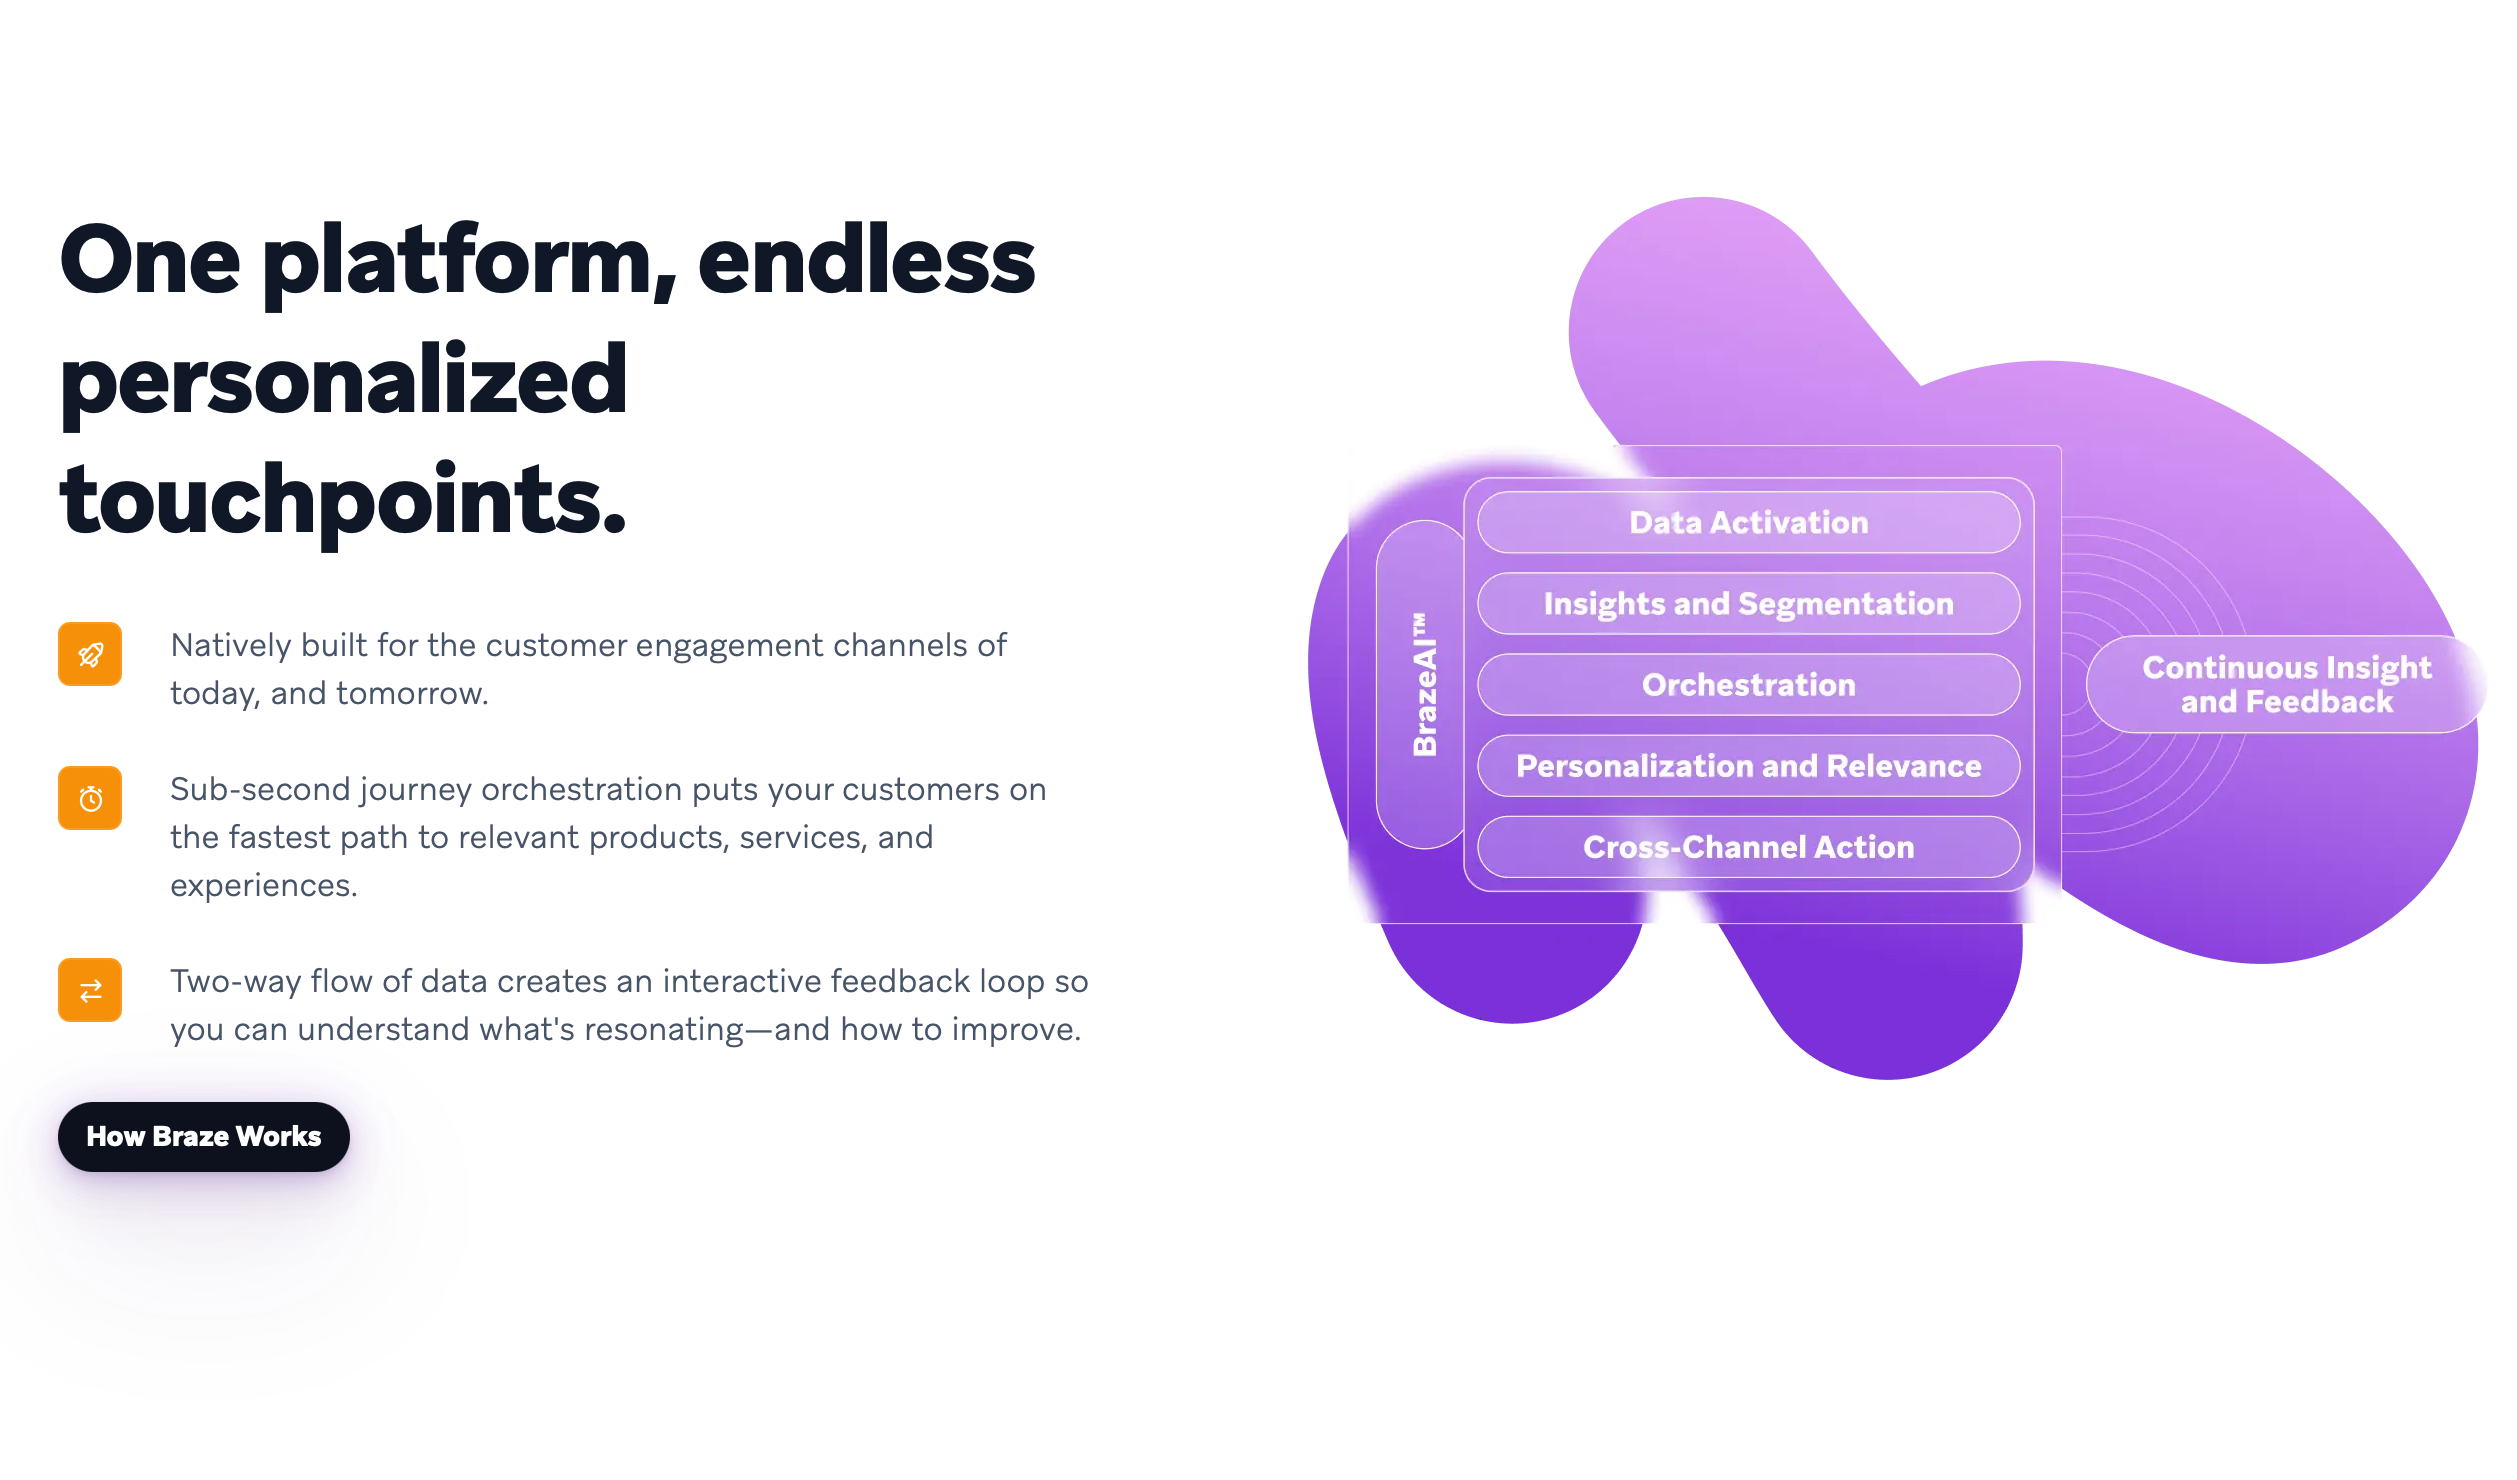 One platform, endless
personalized
touchpoints.
Natively built for the customer engagement channels of
today, and tomorrow.
Sub-second journey orchestration puts your customers on
the fastest path to relevant products, services, and
experiences.
Two-way flow of data creates an interactive feedback loop so
you can understand what's resonating—and how to improve.
How Braze Works
BrazeAI™
Data Activation
Insights and Segmentation
Orchestration
Personalization and Relevance
Cross-Channel Action
Continuous Insight
and Feedback